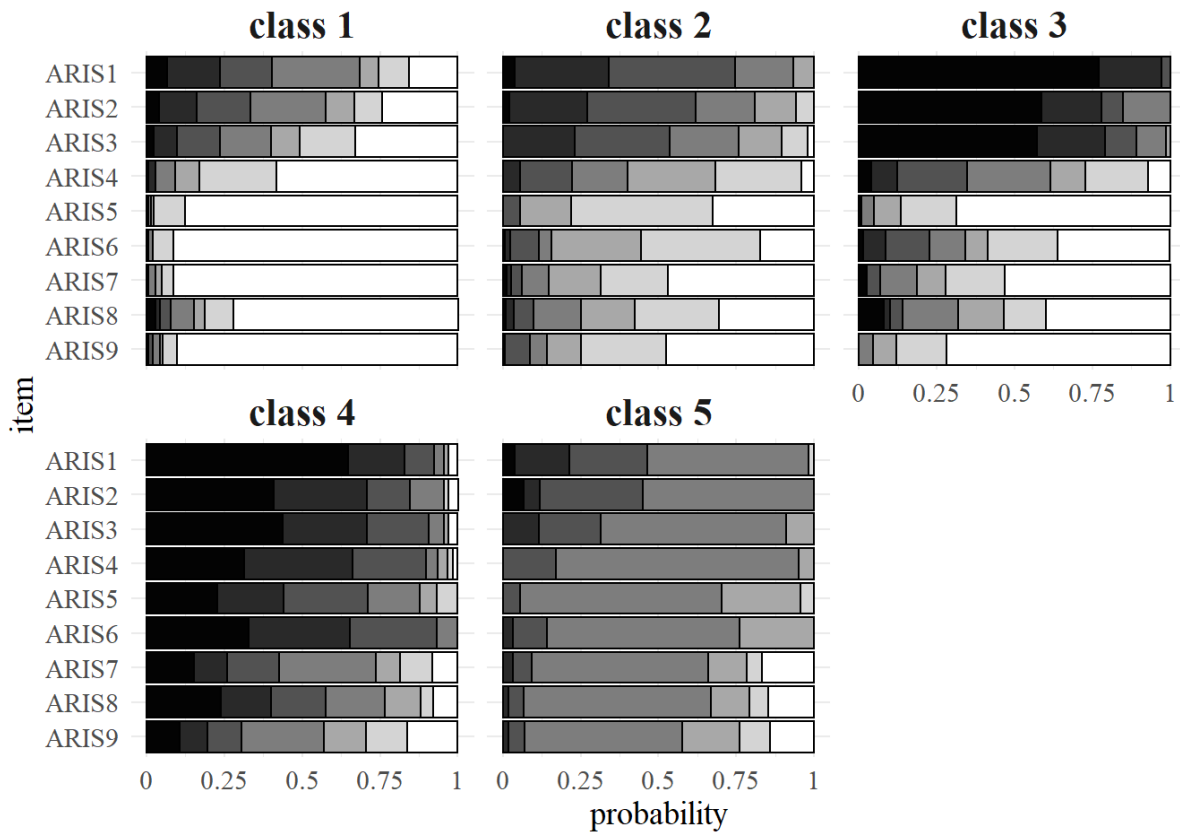 class 1 class 2 class 3
ARIS1
ARIS2
ARIS3
ARIS4
ARIS5
ARIS6
ARIS7
ARIS8
ARIS9
0 0.25 0.5 0.75 1
item
class 4 class 5
ARIS1
ARIS2
ARIS3
ARIS4
ARIS5
ARIS6
ARIS7
ARIS8
ARIS9
0 0.25 0.5 0.75 1 0 0.25 0.5 0.75 1
probability